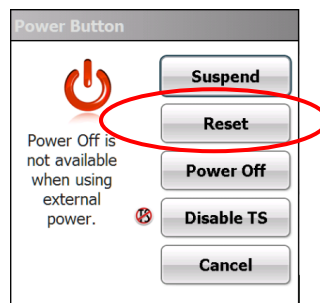 Power Button
Suspend
Reset
Power Off is
not available
when using
external
power.
Power Off
Disable TS
Cancel